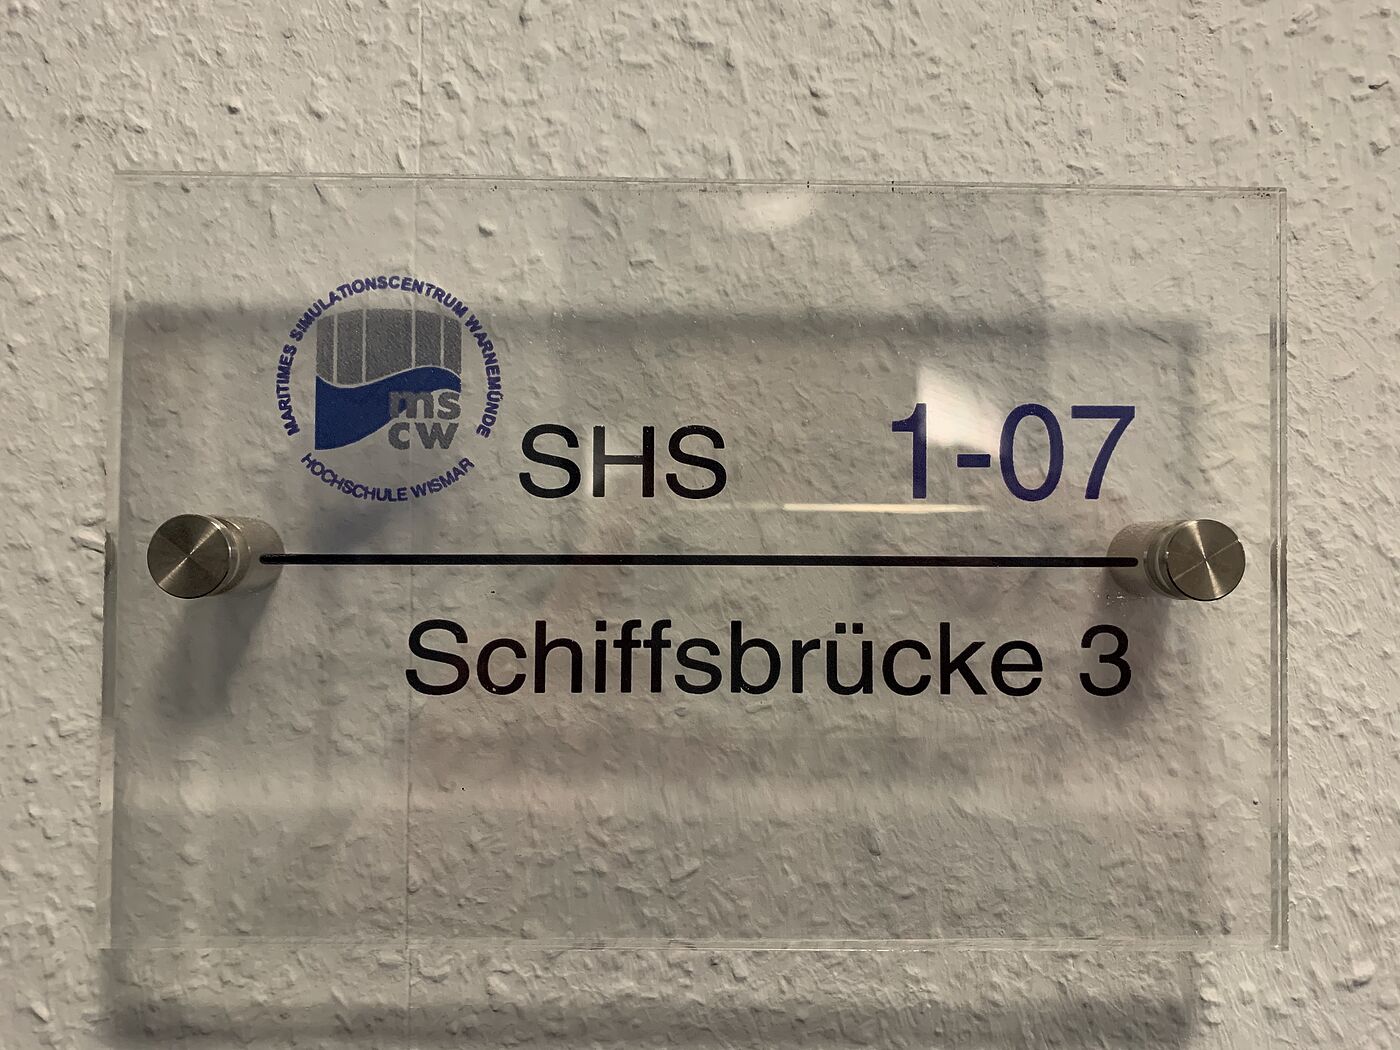 MARITIMES SIMULATIONSCENTRUM WARNEMÜNDE
ms
cw
HOCHSCHULE WISMAR
SHS 1-07
Schiffsbrücke 3